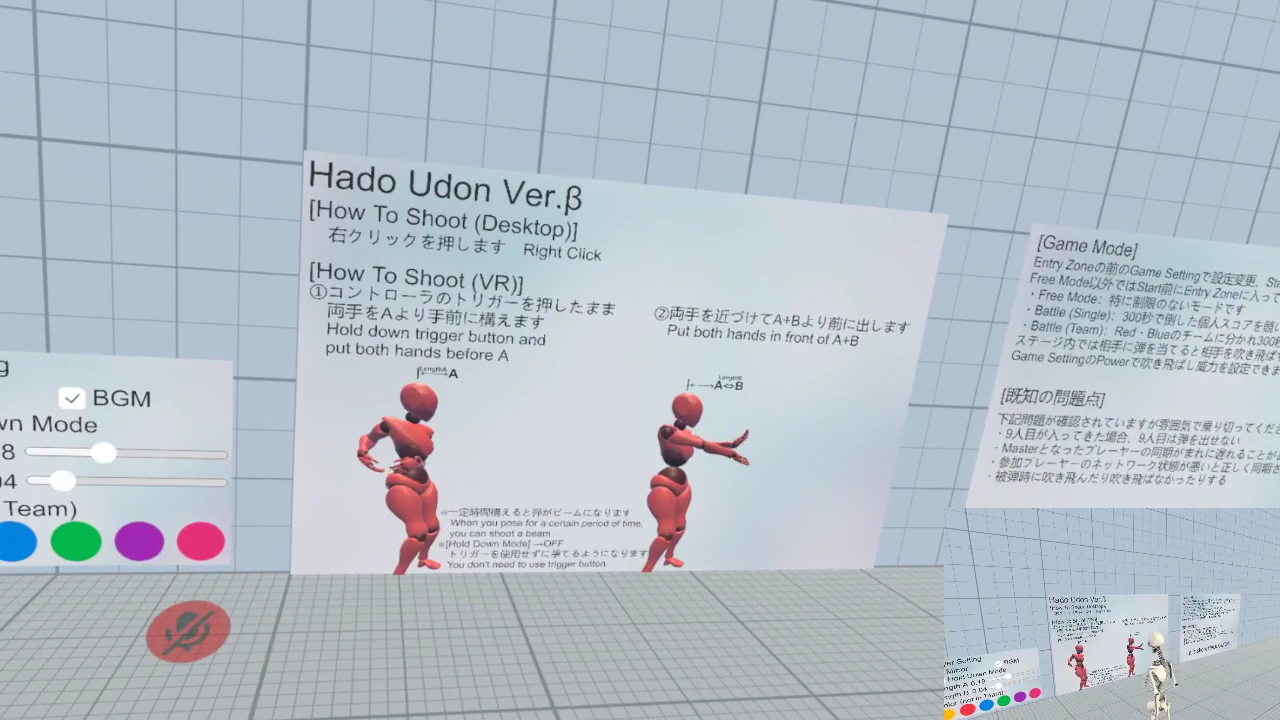 Hado Udon Ver.β
[How To Shoot (Desktop)]
右クリックを押します Right Click
[How To Shoot (VR)]
①コントローラのトリガーを押したまま
両手をAより手前に構えます
Hold down trigger button and
put both hands before A
LengthA
A
※一定時間構えると弾がビームになります
When you pose for a certain period of time,
you can shoot a beam
※[Hold Down Mode] →OFF
トリガーを使用せずに撃てるようになります
You don't need to use trigger button
②両手を近づけてA+Bより前に出します
Put both hands in front of A+B
LengthB
A⇔B
g
BGM
wn Mode
8
04
Team)
[Game Mode]
Entry Zoneの前のGame Settingで設定変更、Sta
Free Mode以外ではStart前にEntry Zoneに入って
・Free Mode：特に制限のないモードです
・Battle (Single)：300秒で倒した個人スコアを競
・Battle (Team)：Red・Blueのチームに分かれ300秒
ステージ内では相手に弾を当てると相手を吹き飛ば
Game SettingのPowerで吹き飛ばし威力を設定でき
[既知の問題点]
下記問題が確認されていますが雰囲気で乗り切ってくださ
・9人目が入ってきた場合、9人目は弾を出せない
・Masterとなったプレーヤーの同期がまれに遅れることが
・参加プレーヤーのネットワーク状態が悪いと正しく同期
・被弾時に吹き飛んだり吹き飛ばなかったりする
Hado Udon Ver.β
BGM